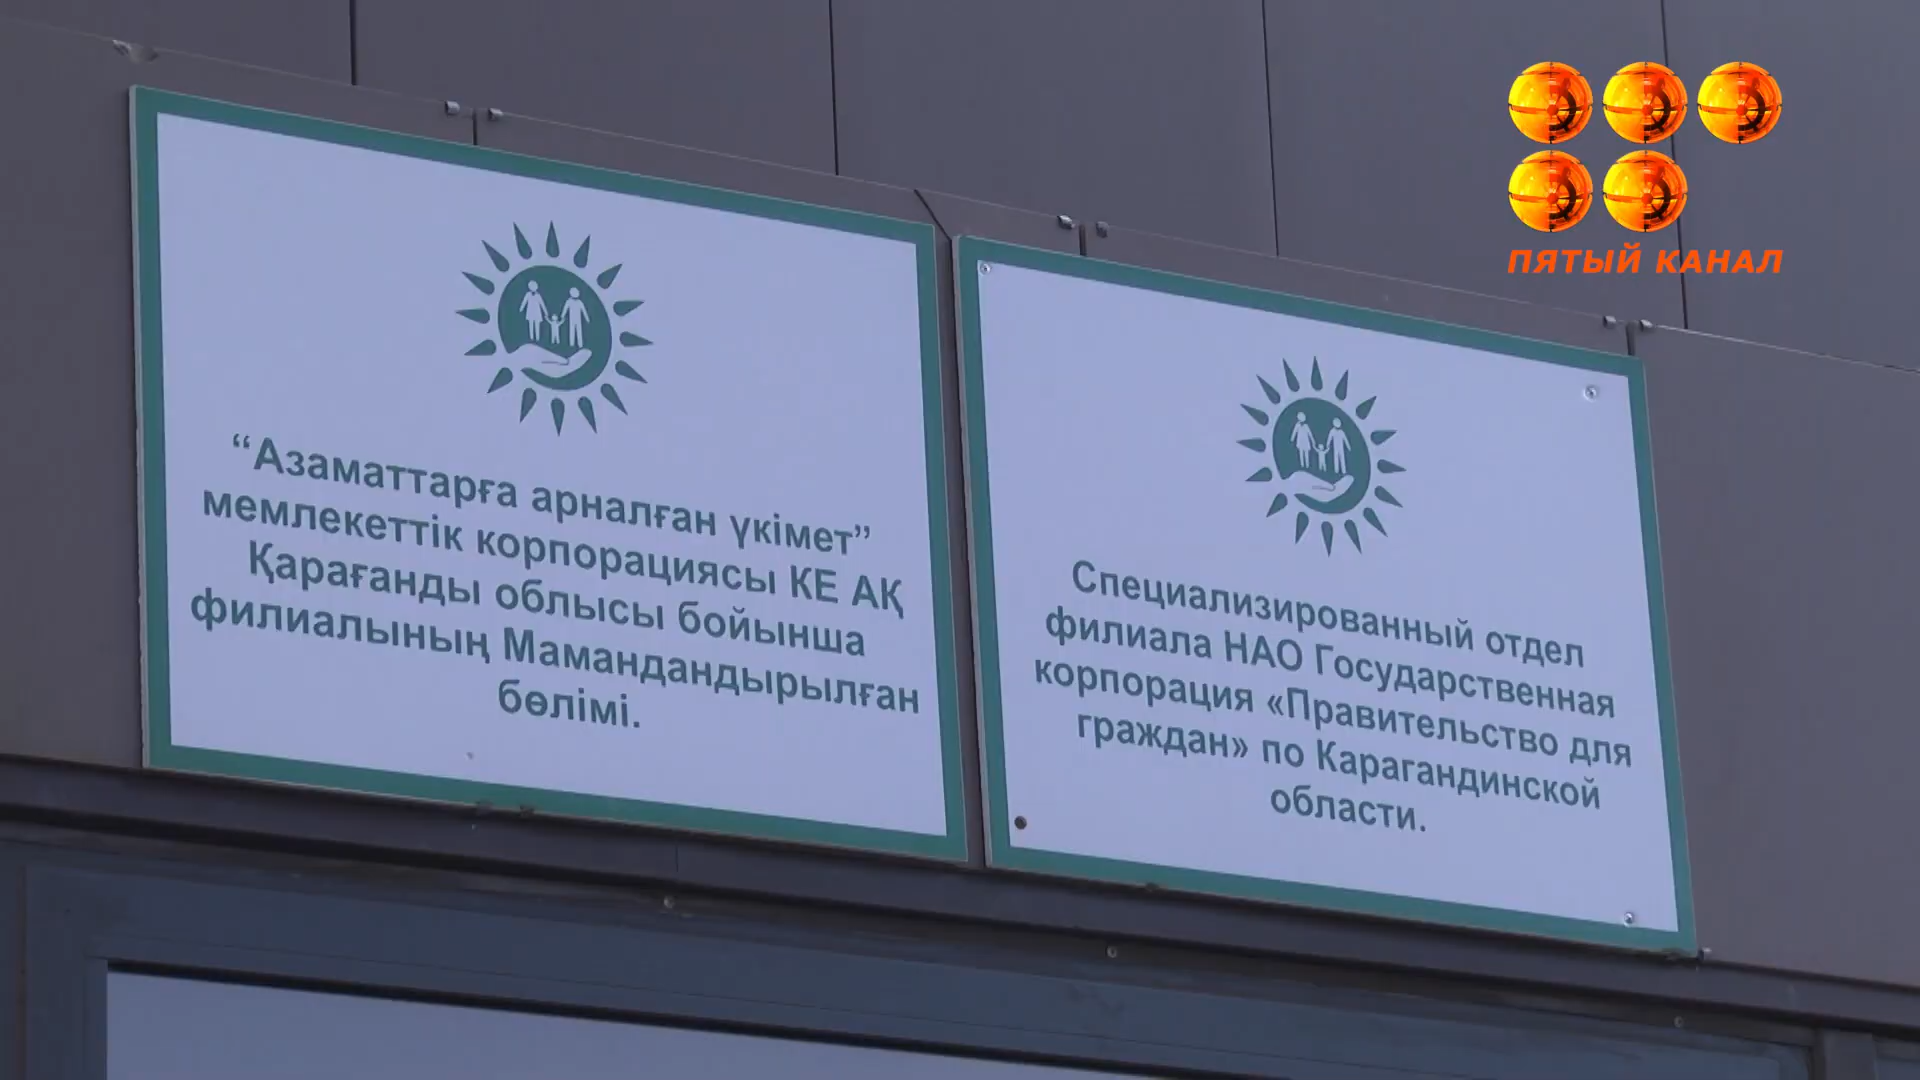 “Азаматтарға арналған үкімет”
мемлекеттік корпорациясы КЕ АҚ
Қарағанды облысы бойынша
филиалының Мамандандырылған
бөлімі.
Специализированный отдел
филиала НАО Государственная
корпорация «Правительство для
граждан» по Карагандинской
области.
ПЯТЫЙ КАНАЛ